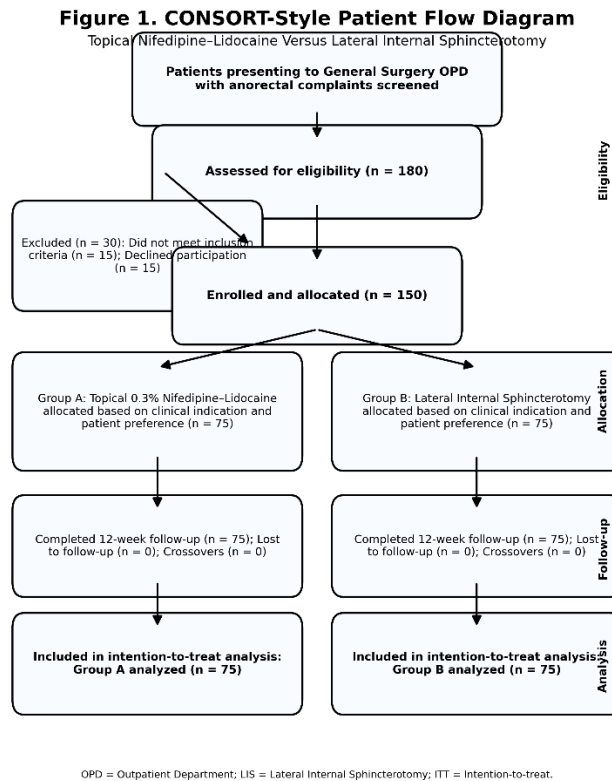 Figure 1. CONSORT-Style Patient Flow Diagram
Topical Nifedipine–Lidocaine Versus Lateral Internal Sphincterotomy
Patients presenting to General Surgery OPD
with anorectal complaints screened
Eligibility
Assessed for eligibility (n = 180)
Excluded (n = 30): Did not meet inclusion
criteria (n = 15); Declined participation
(n = 15)
Enrolled and allocated (n = 150)
Allocation
Group A: Topical 0.3% Nifedipine–Lidocaine
allocated based on clinical indication and
patient preference (n = 75)
Group B: Lateral Internal Sphincterotomy
allocated based on clinical indication and
patient preference (n = 75)
Follow-up
Completed 12-week follow-up (n = 75); Lost
to follow-up (n = 0); Crossovers (n = 0)
Completed 12-week follow-up (n = 75); Lost
to follow-up (n = 0); Crossovers (n = 0)
Analysis
Included in intention-to-treat analysis:
Group A analyzed (n = 75)
Included in intention-to-treat analysis:
Group B analyzed (n = 75)
OPD = Outpatient Department; LIS = Lateral Internal Sphincterotomy; ITT = Intention-to-treat.